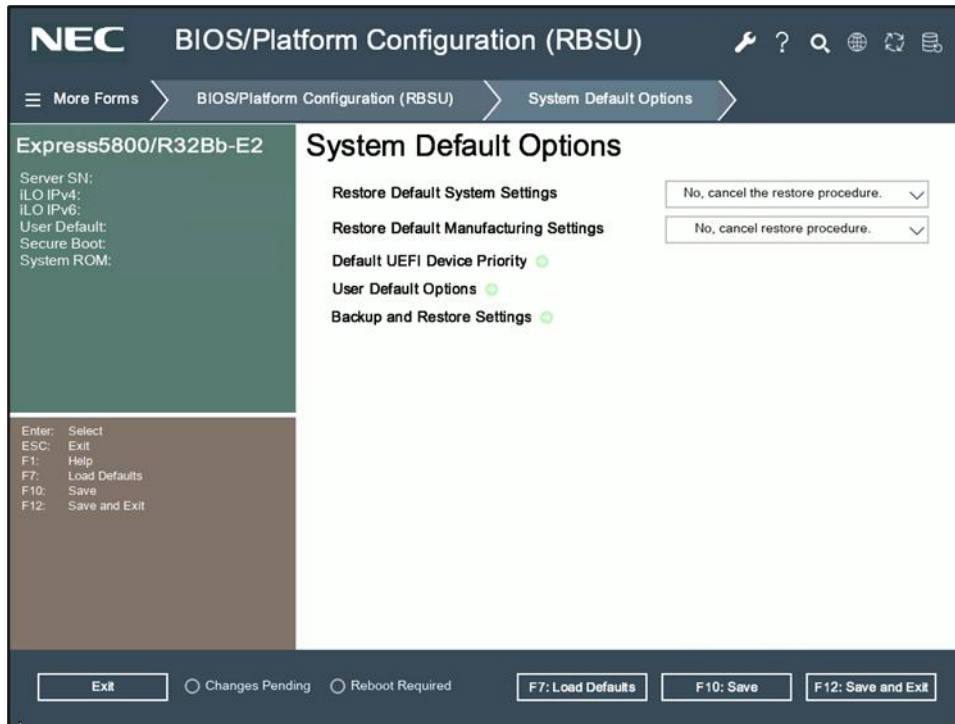 NEC BIOS/Platform Configuration (RBSU) ?
More Forms BIOS/Platform Configuration (RBSU) System Default Options
Express5800/R32Bb-E2
Server SN:
iLO IPv4:
iLO IPv6:
User Default:
Secure Boot:
System ROM:
Enter: Select
ESC: Exit
F1: Help
F7: Load Defaults
F10: Save
F12: Save and Exit
System Default Options
Restore Default System Settings No, cancel the restore procedure.
Restore Default Manufacturing Settings No, cancel restore procedure.
Default UEFI Device Priority
User Default Options
Backup and Restore Settings
Exit Changes Pending Reboot Required F7: Load Defaults F10: Save F12: Save and Exit